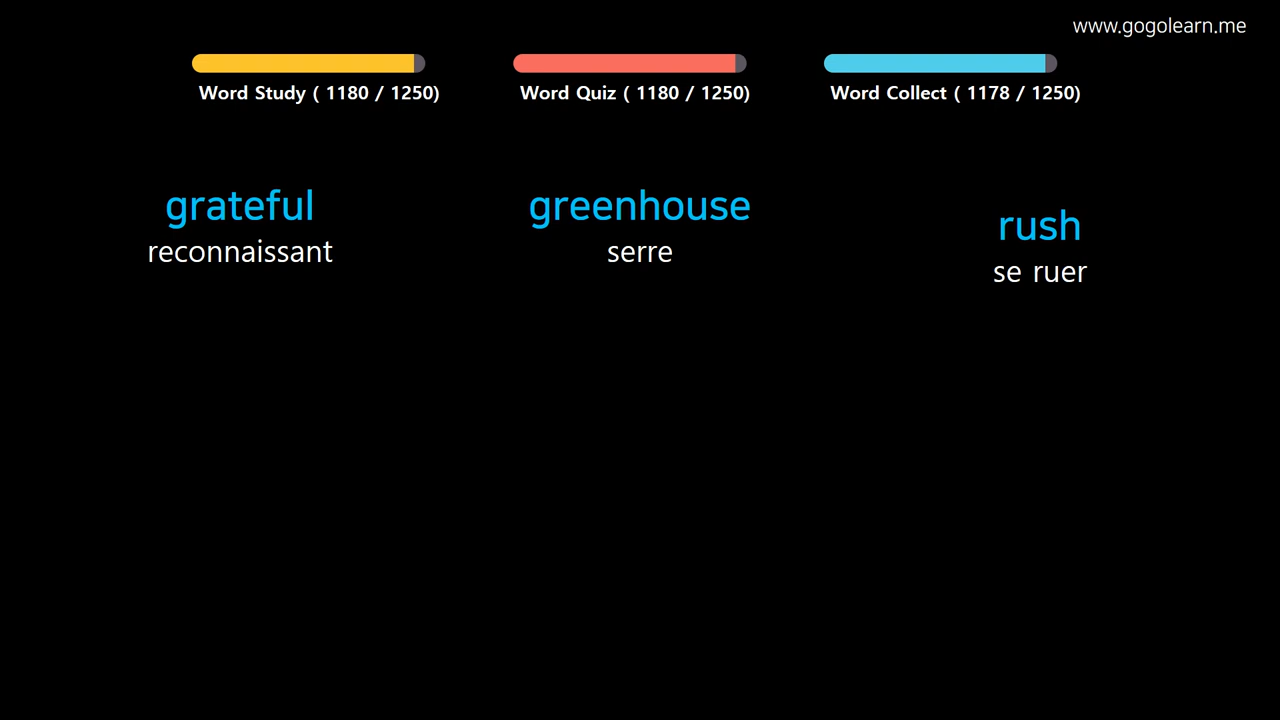 www.gogolearn.me
Word Study ( 1180 / 1250)
Word Quiz ( 1180 / 1250)
Word Collect ( 1178 / 1250)
grateful
reconnaissant
greenhouse
serre
rush
se ruer